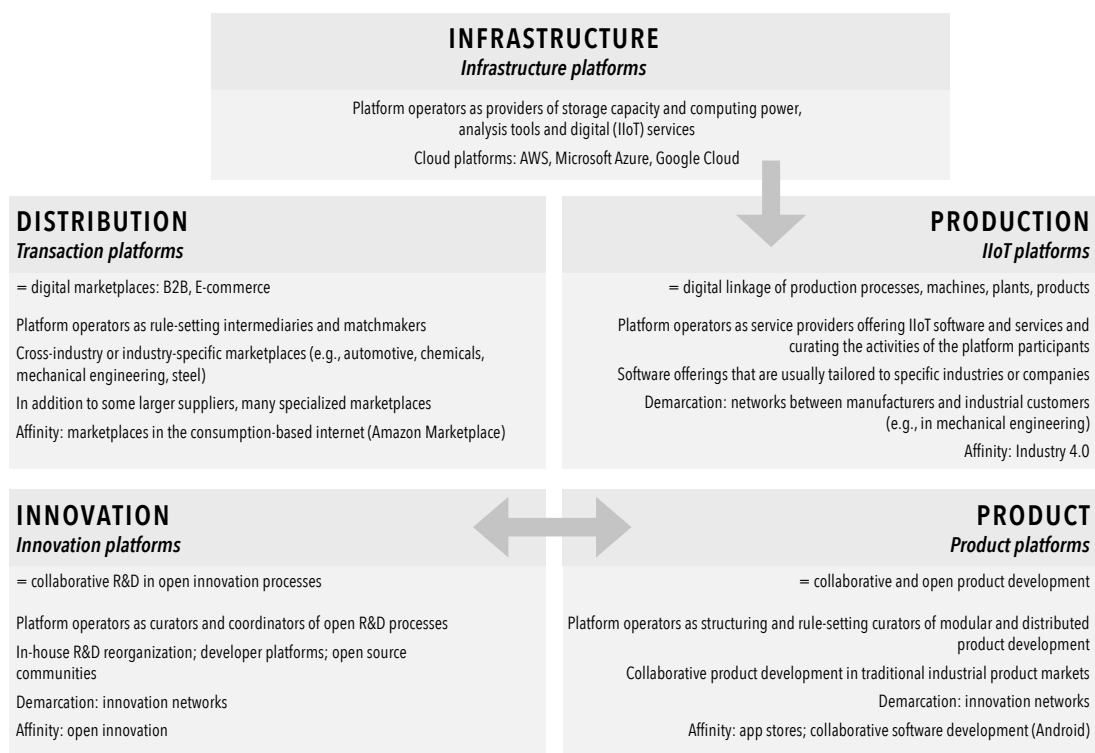 INFRASTRUCTURE
Infrastructure platforms
Platform operators as providers of storage capacity and computing power,
analysis tools and digital (IIoT) services
Cloud platforms: AWS, Microsoft Azure, Google Cloud
DISTRIBUTION
Transaction platforms
= digital marketplaces: B2B, E-commerce
Platform operators as rule-setting intermediaries and matchmakers
Cross-industry or industry-specific marketplaces (e.g., automotive, chemicals,
mechanical engineering, steel)
In addition to some larger suppliers, many specialized marketplaces
Affinity: marketplaces in the consumption-based internet (Amazon Marketplace)
PRODUCTION
IIoT platforms
= digital linkage of production processes, machines, plants, products
Platform operators as service providers offering IIoT software and services and
curating the activities of the platform participants
Software offerings that are usually tailored to specific industries or companies
Demarcation: networks between manufacturers and industrial customers
(e.g., in mechanical engineering)
Affinity: Industry 4.0
INNOVATION
Innovation platforms
= collaborative R&D in open innovation processes
Platform operators as curators and coordinators of open R&D processes
In-house R&D reorganization; developer platforms; open source
communities
Demarcation: innovation networks
Affinity: open innovation
PRODUCT
Product platforms
= collaborative and open product development
Platform operators as structuring and rule-setting curators of modular and distributed
product development
Collaborative product development in traditional industrial product markets
Demarcation: innovation networks
Affinity: app stores; collaborative software development (Android)